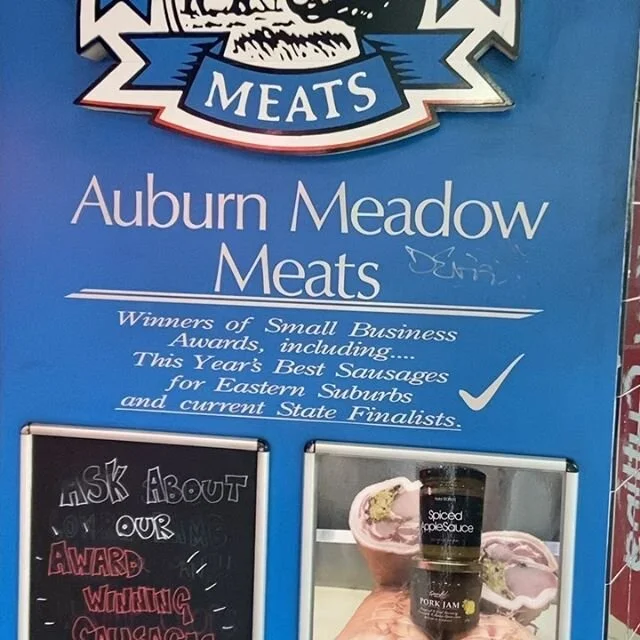 MEATS
Auburn Meadow
Meats
Winners of Small Business
Awards, including....
This Year's Best Sausages
for Eastern Suburbs
and current State Finalists.
ASK ABOUT
OUR
AWARD
WINNING
SAUSAGES
Spiced
AppleSauce
PORK JAM